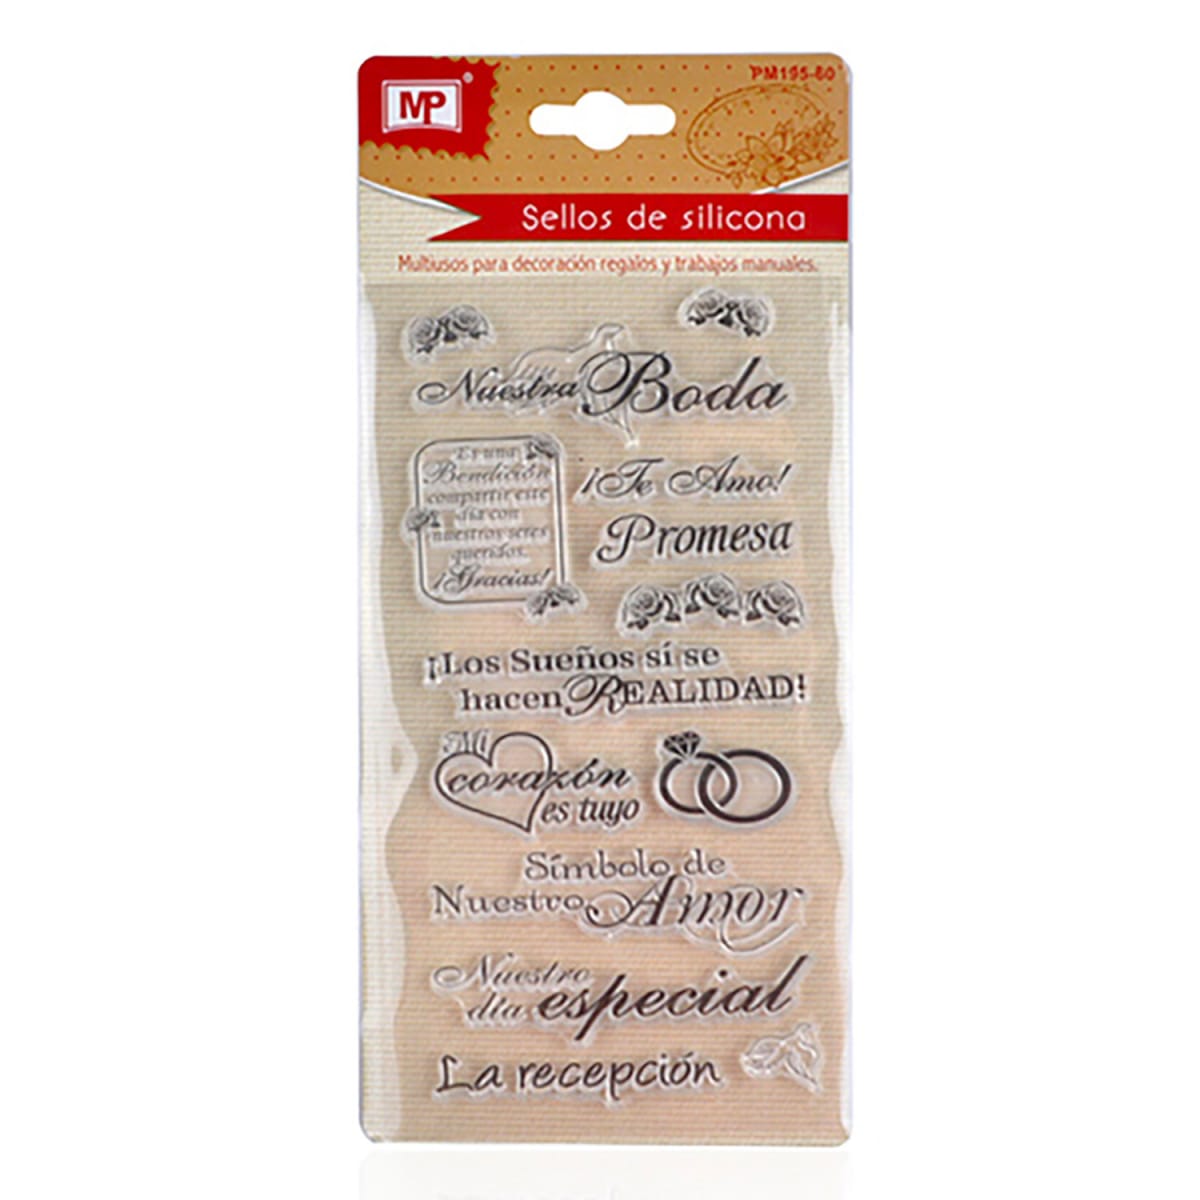 MP®
PM195-60
Sellos de silicona
Multiusos para decoración regalos y trabajos manuales.
Nuestra Boda
Es una
Bendición
compartir este
día con
nuestros seres
queridos.
¡Gracias!
¡Te Amo!
Promesa
¡Los Sueños sí se
hacen REALIDAD!
Mi
corazón
es tuyo
Símbolo de
Nuestro Amor
Nuestro
día especial
La recepción